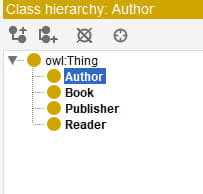 Class hierarchy: Author
owl:Thing
Author
Book
Publisher
Reader